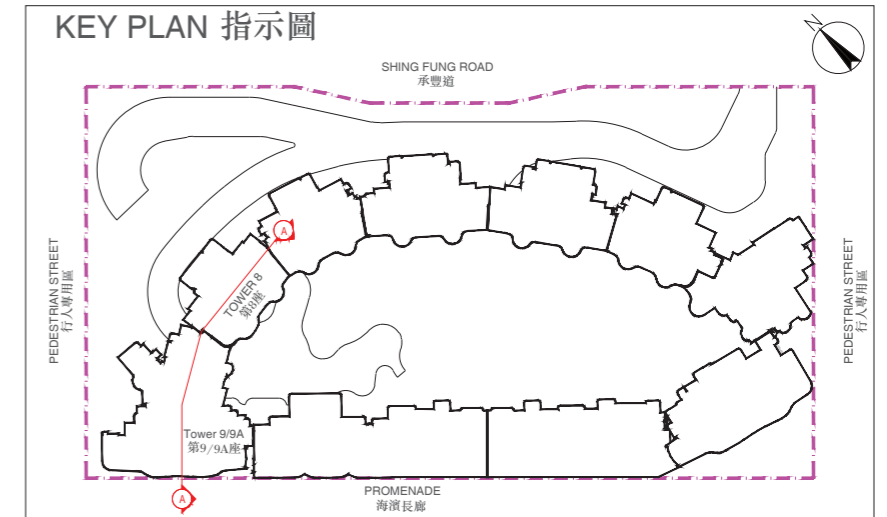 KEY PLAN 指示圖
N
SHING FUNG ROAD
承豐道
PEDESTRIAN STREET
行人專用區
PEDESTRIAN STREET
行人專用區
A
TOWER 8
第8座
Tower 9/9A
第9/9A座
A
PROMENADE
海濱長廊